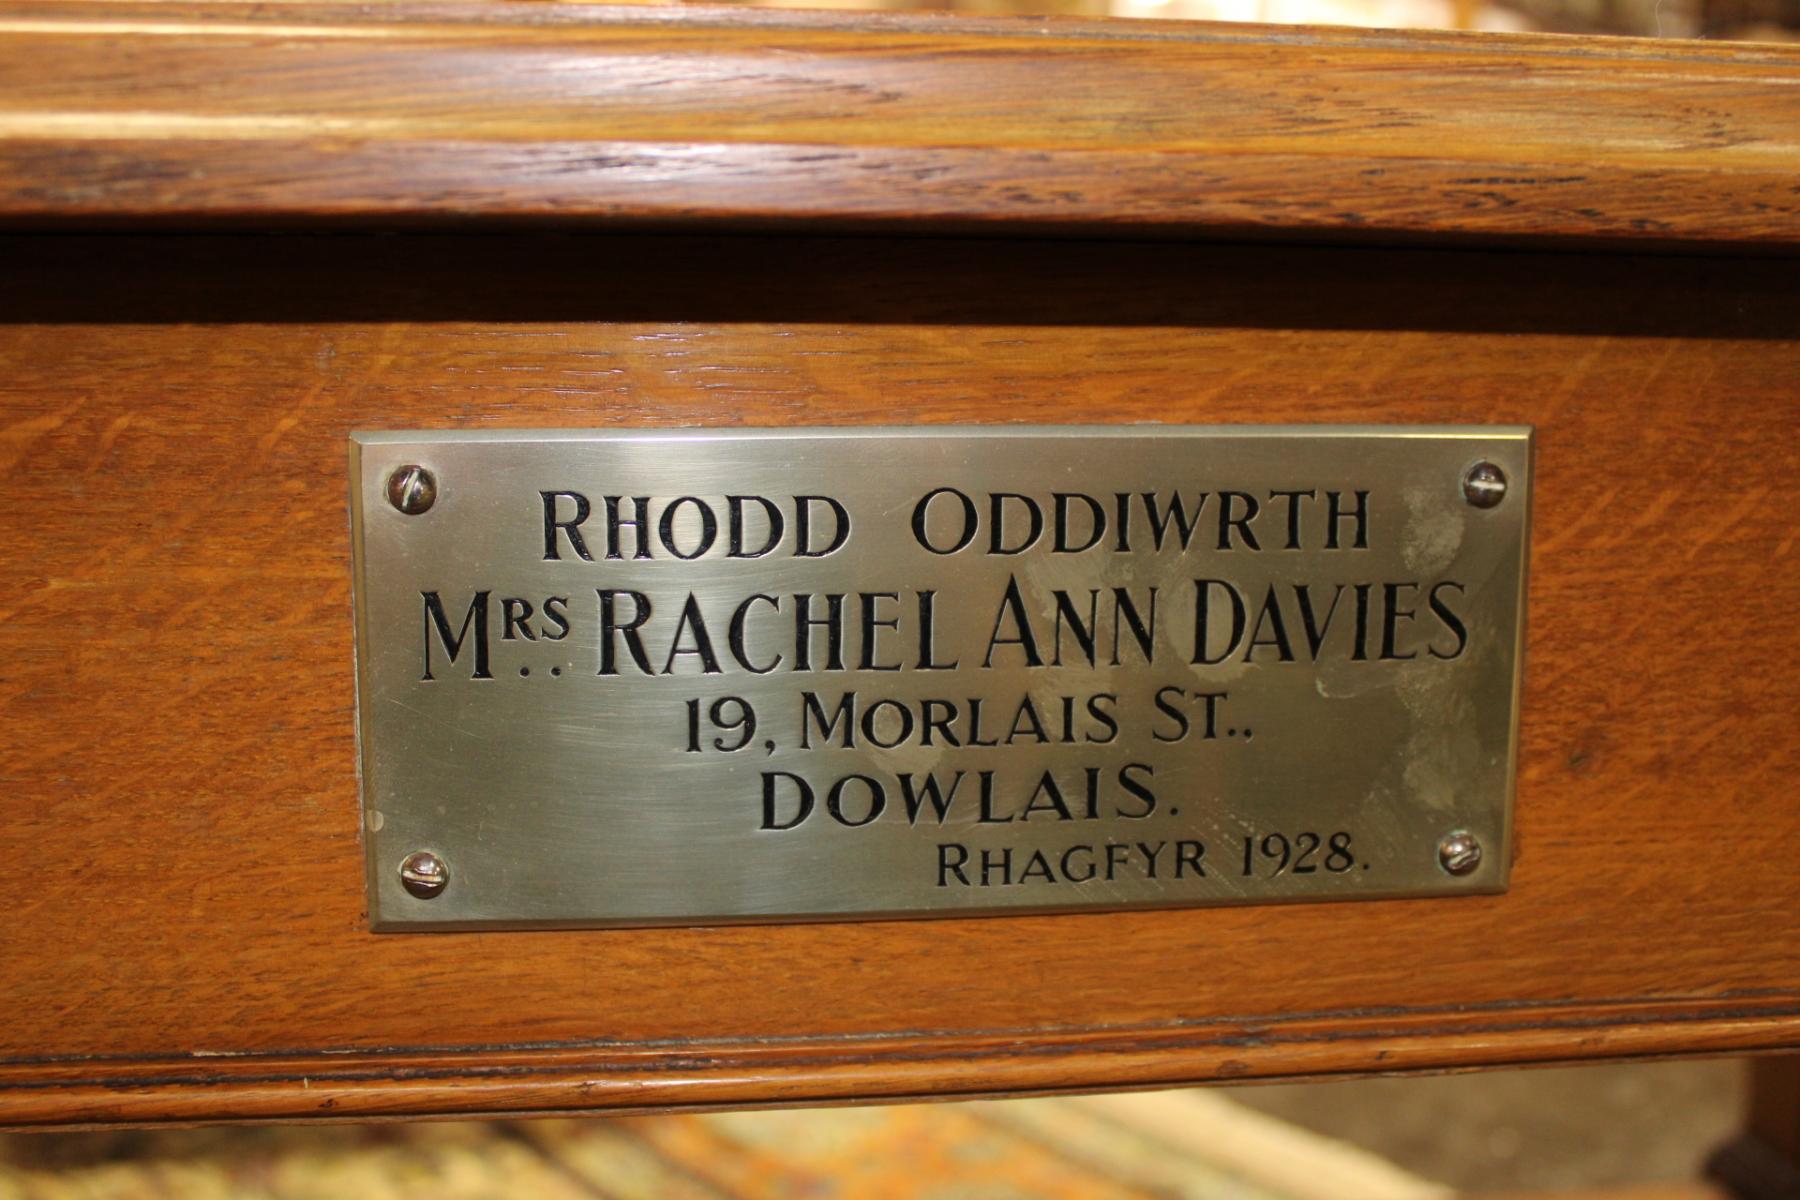 RHODD ODDIWRTH
MRS.. RACHEL ANN DAVIES
19, MORLAIS ST.,
DOWLAIS.
RHAGFYR 1928.